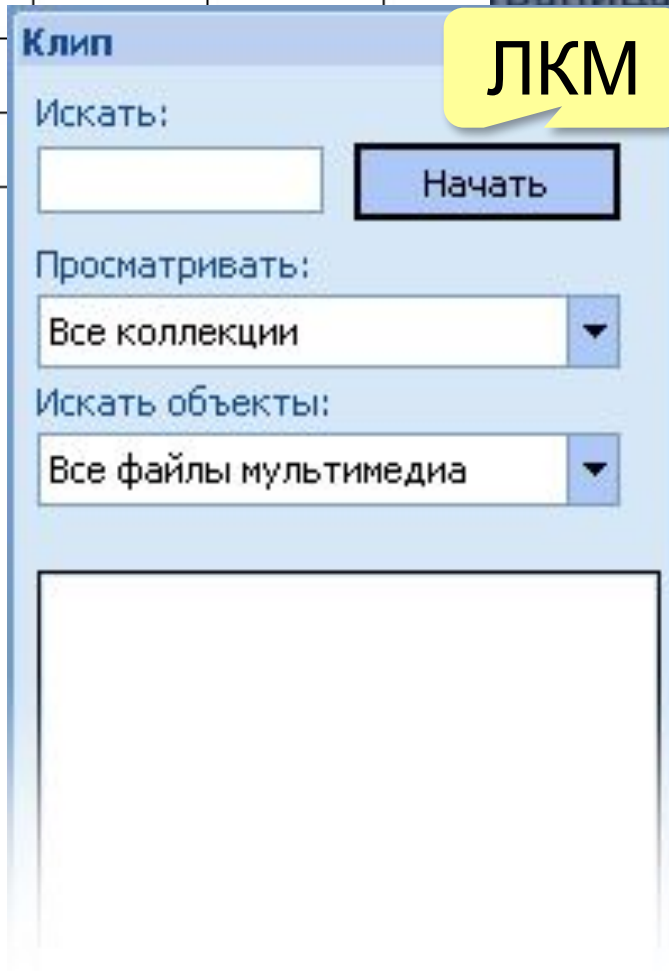 Клип
ЛКМ
Искать:
Начать
Просматривать:
Все коллекции
Искать объекты:
Все файлы мультимедиа